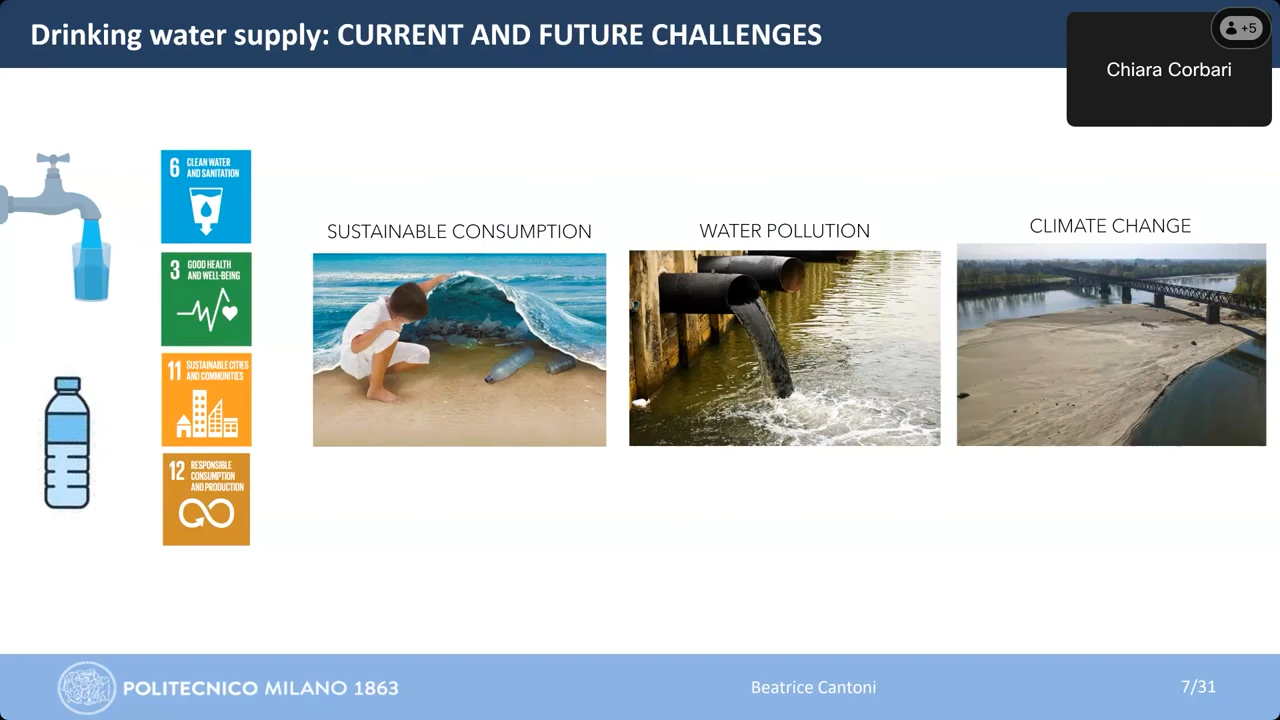 Drinking water supply: CURRENT AND FUTURE CHALLENGES
+5
Chiara Corbari
6 CLEAN WATER
AND SANITATION
3 GOOD HEALTH
AND WELL-BEING
11 SUSTAINABLE CITIES
AND COMMUNITIES
12 RESPONSIBLE
CONSUMPTION
AND PRODUCTION
SUSTAINABLE CONSUMPTION
WATER POLLUTION
CLIMATE CHANGE
POLITECNICO MILANO 1863
Beatrice Cantoni
7/31